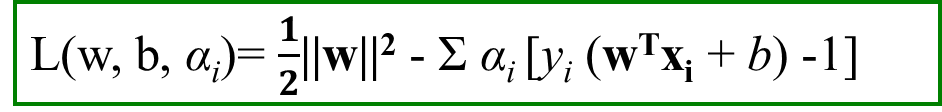 L(w, b, αᵢ)= ½||w||² - Σ αᵢ [yᵢ (wᵀxᵢ + b) -1]